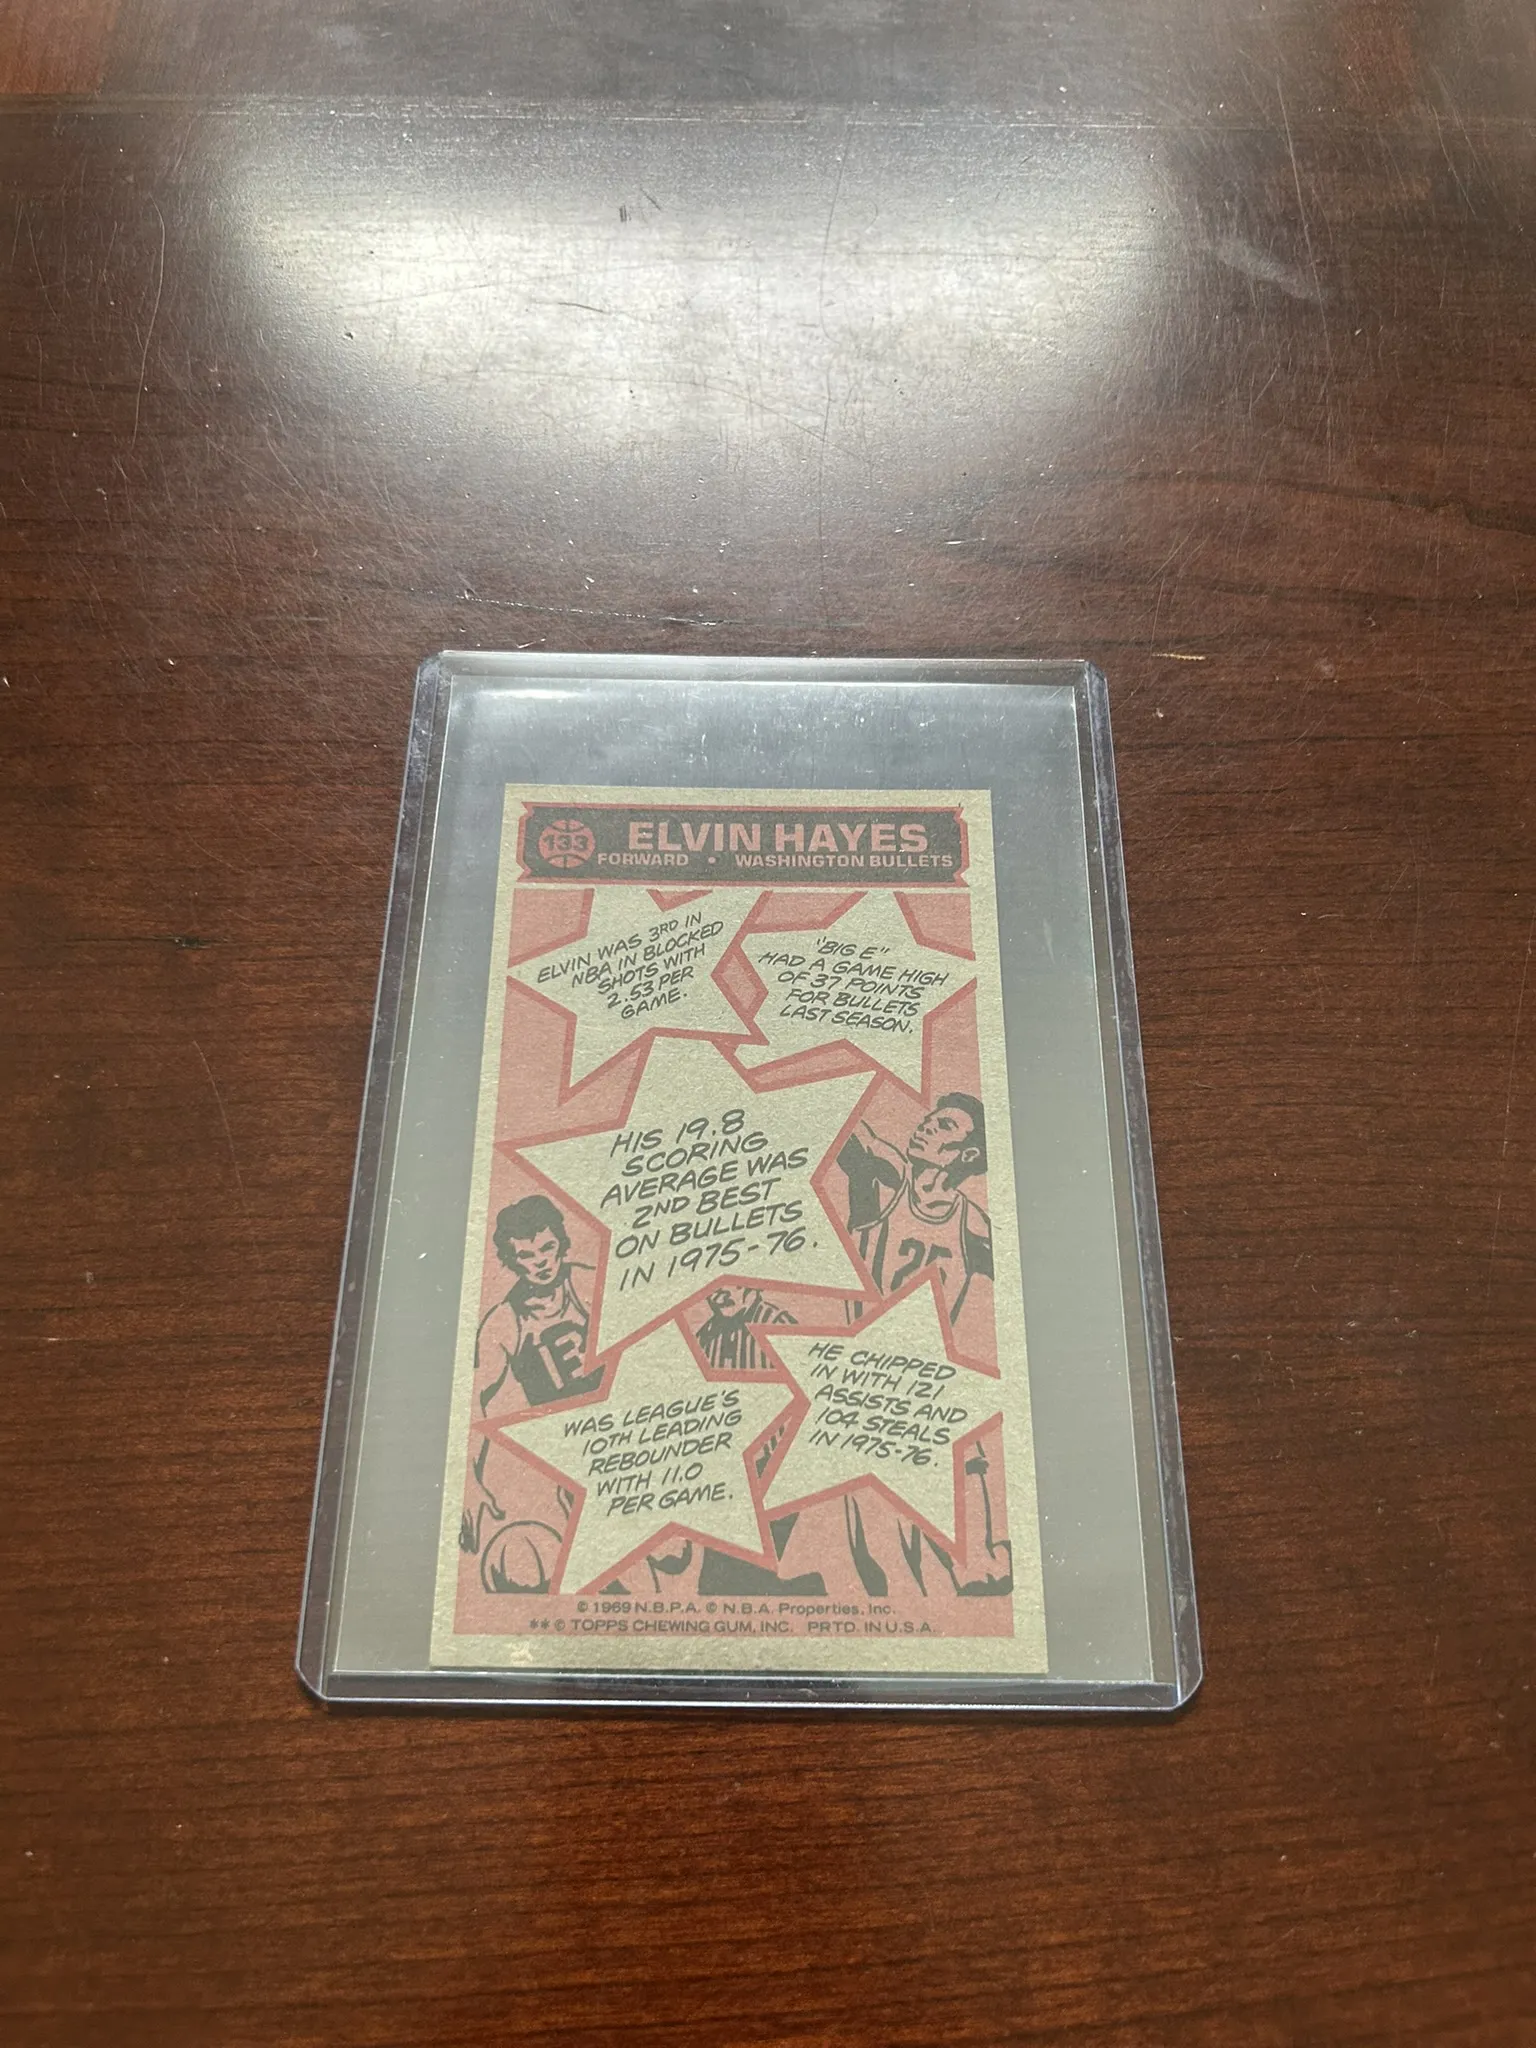 133
ELVIN HAYES
FORWARD • WASHINGTON BULLETS
ELVIN WAS 3RD IN
NBA IN BLOCKED
SHOTS WITH
2.53 PER
GAME.
"BIG E"
HAD A GAME HIGH
OF 37 POINTS
FOR BULLETS
LAST SEASON.
HIS 19.8
SCORING
AVERAGE WAS
2ND BEST
ON BULLETS
IN 1975-76.
25
WAS LEAGUE'S
10TH LEADING
REBOUNDER
WITH 11.0
PER GAME.
HE CHIPPED
IN WITH 121
ASSISTS AND
104 STEALS
IN 1975-76.
© 1969 N.B.P.A. © N.B.A. Properties, Inc.
** © TOPPS CHEWING GUM, INC. PRTD. IN U.S.A.